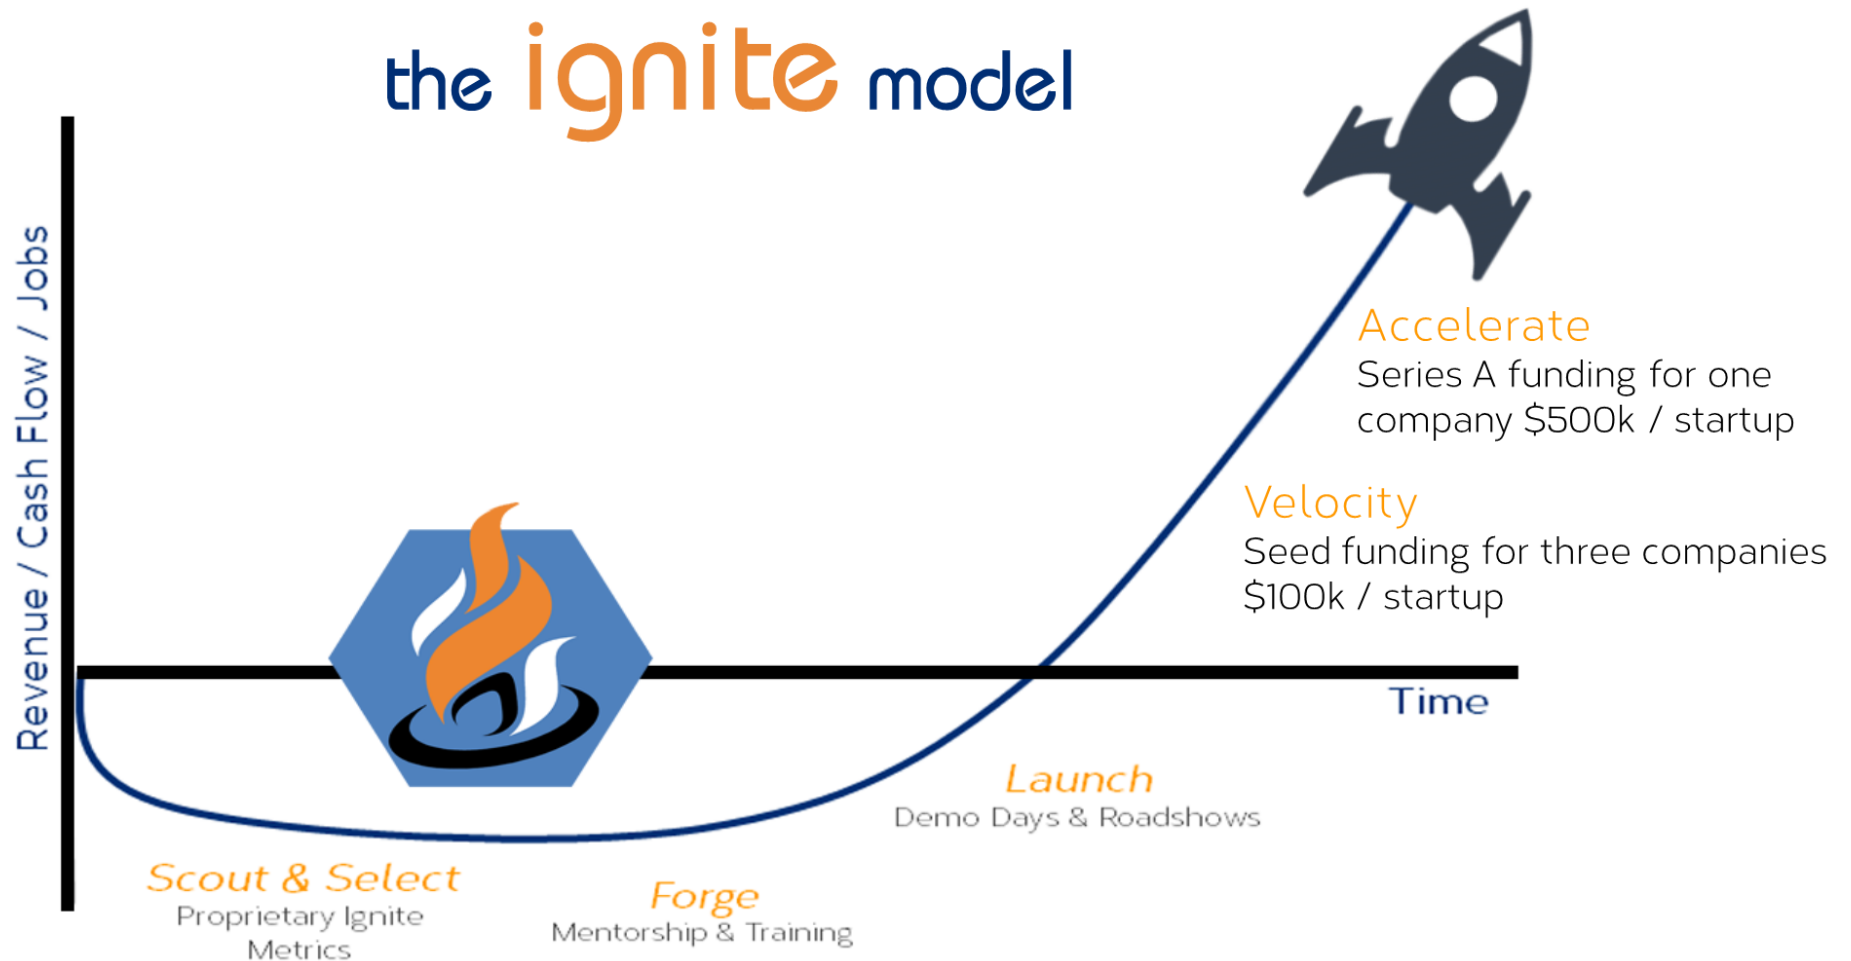 the ignite model
Revenue / Cash Flow / Jobs
Accelerate
Series A funding for one
company $500k / startup
Velocity
Seed funding for three companies
$100k / startup
Time
Launch
Demo Days & Roadshows
Scout & Select
Proprietary Ignite
Metrics
Forge
Mentorship & Training